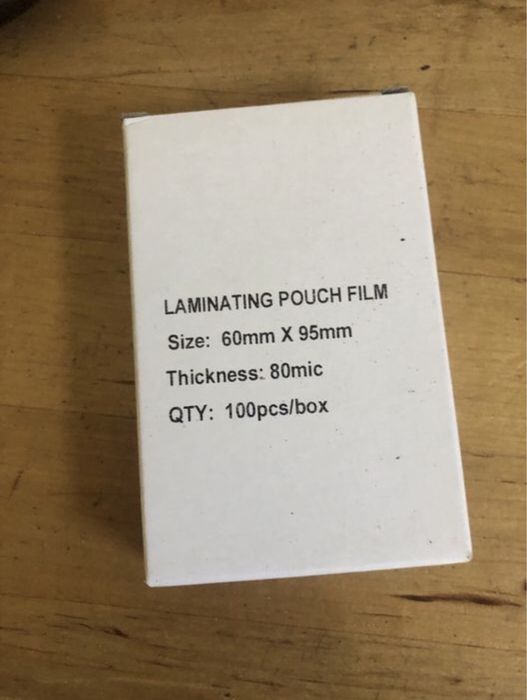 LAMINATING POUCH FILM
Size: 60mm X 95mm
Thickness: 80mic
QTY: 100pcs/box